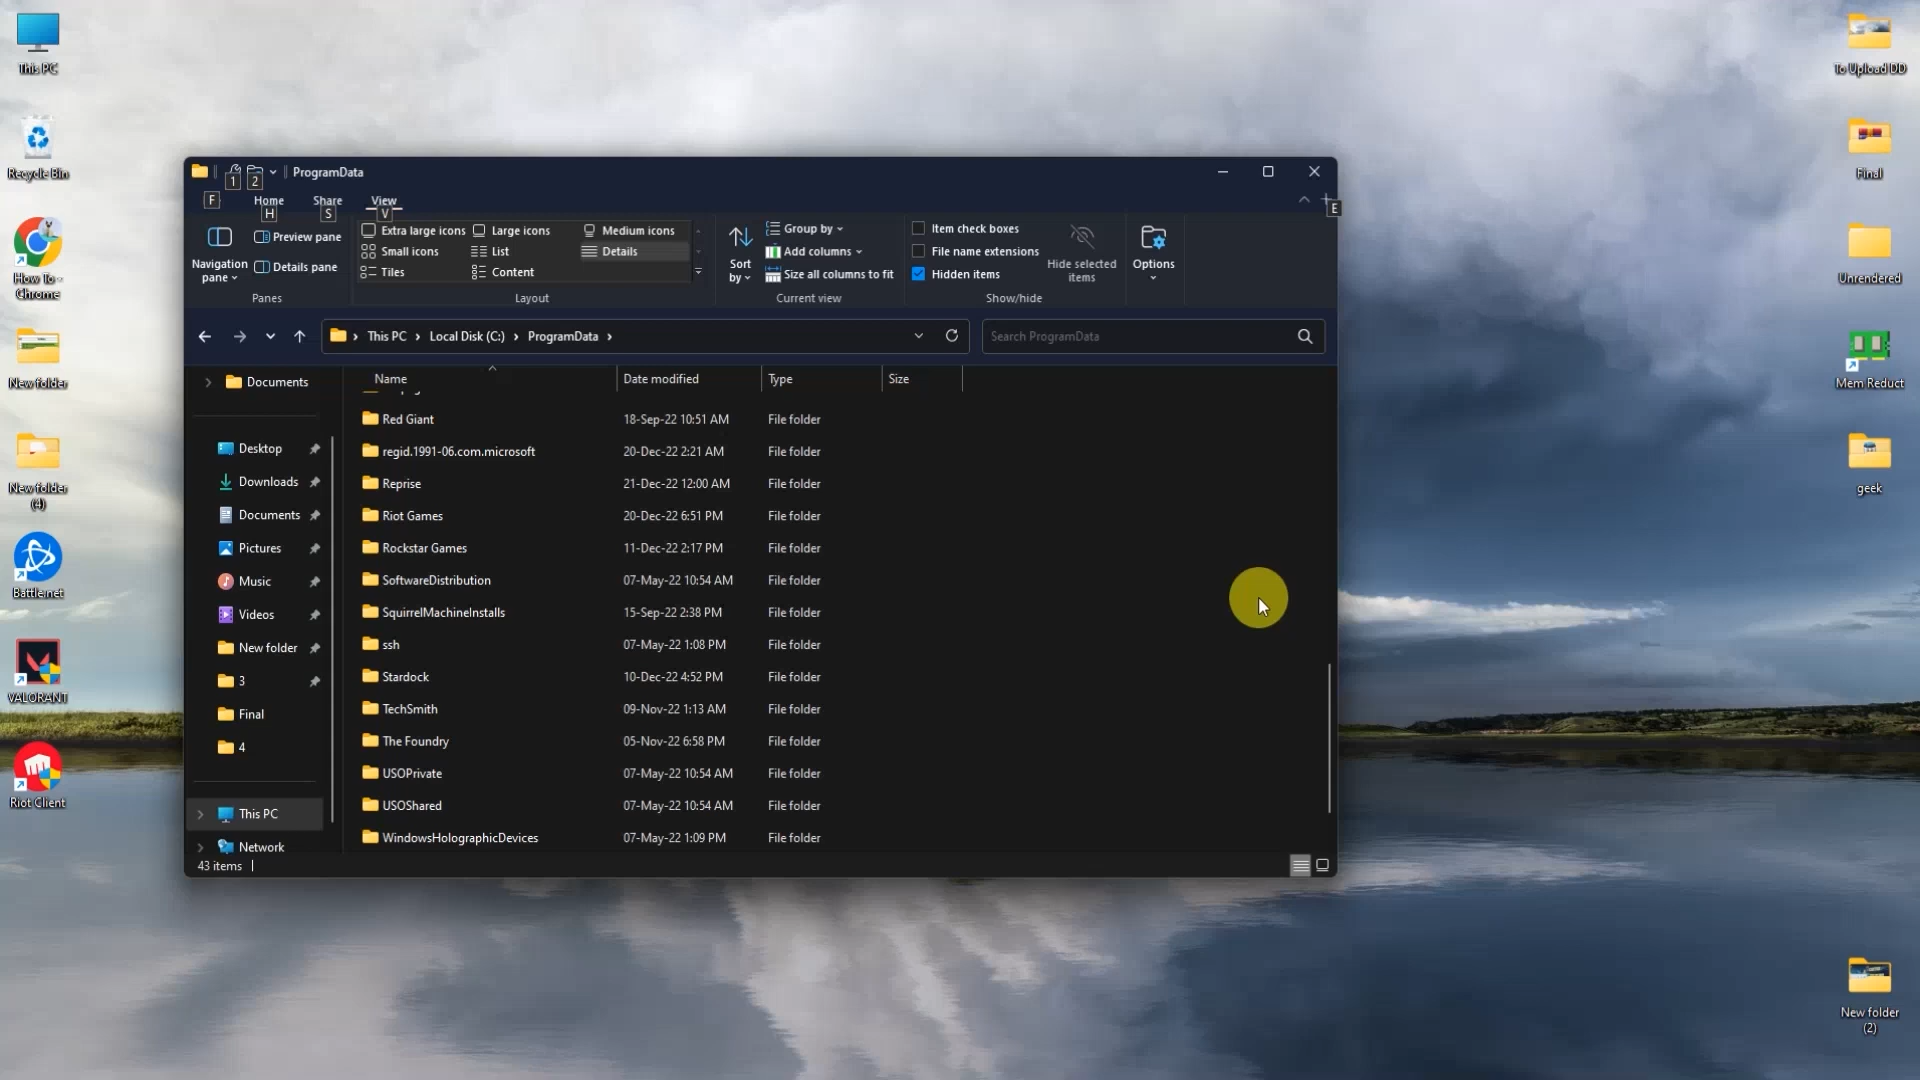 This PC
Recycle Bin
How To -
Chrome
New folder
New folder
(4)
Battle.net
VALORANT
Riot Client
1
2
ProgramData
F
Home
Share
View
H
S
V
E
Navigation
pane
Preview pane
Details pane
Panes
Extra large icons
Large icons
Medium icons
Small icons
List
Details
Tiles
Content
Layout
Sort
by
Group by
Add columns
Size all columns to fit
Current view
Item check boxes
File name extensions
Hidden items
Hide selected
items
Show/hide
Options
This PC
Local Disk (C:)
ProgramData
Search ProgramData
Documents
Desktop
Downloads
Documents
Pictures
Music
Videos
New folder
3
Final
4
This PC
Network
Name Date modified Type Size
Red Giant 18-Sep-22 10:51 AM File folder
regid.1991-06.com.microsoft 20-Dec-22 2:21 AM File folder
Reprise 21-Dec-22 12:00 AM File folder
Riot Games 20-Dec-22 6:51 PM File folder
Rockstar Games 11-Dec-22 2:17 PM File folder
SoftwareDistribution 07-May-22 10:54 AM File folder
SquirrelMachineInstalls 15-Sep-22 2:38 PM File folder
ssh 07-May-22 1:08 PM File folder
Stardock 10-Dec-22 4:52 PM File folder
TechSmith 09-Nov-22 1:13 AM File folder
The Foundry 05-Nov-22 6:58 PM File folder
USOPrivate 07-May-22 10:54 AM File folder
USOShared 07-May-22 10:54 AM File folder
WindowsHolographicDevices 07-May-22 1:09 PM File folder
43 items
To Upload DD
Final
Unrendered
Mem Reduct
geek
New folder
(2)